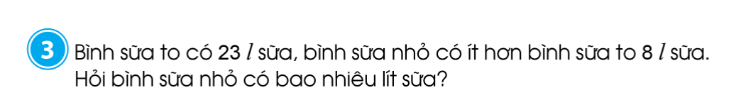 3 Bình sữa to có 23 l sữa, bình sữa nhỏ có ít hơn bình sữa to 8 l sữa.
Hỏi bình sữa nhỏ có bao nhiêu lít sữa?